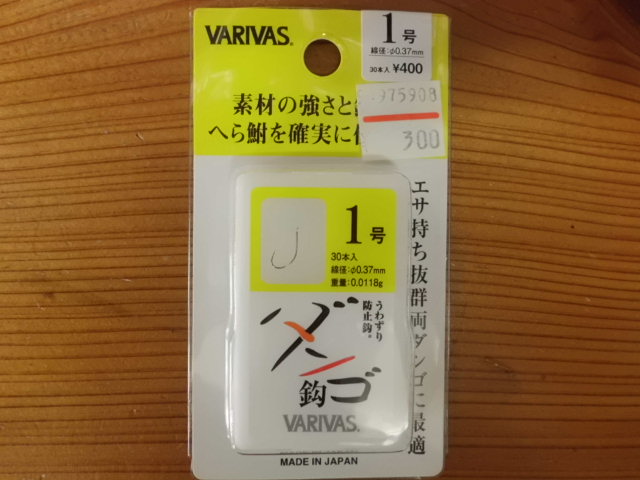 VARIVAS®
1号
線径:φ0.37mm
30本入 ¥400
975908
300
素材の強さと
へら鮒を確実に
エサ持ち抜群両ダンゴに最適
1号
30本入
線径:φ0.37mm
重量:0.0118g
うわずり
防止鈎。
ダンゴ
鈎
VARIVAS®
MADE IN JAPAN